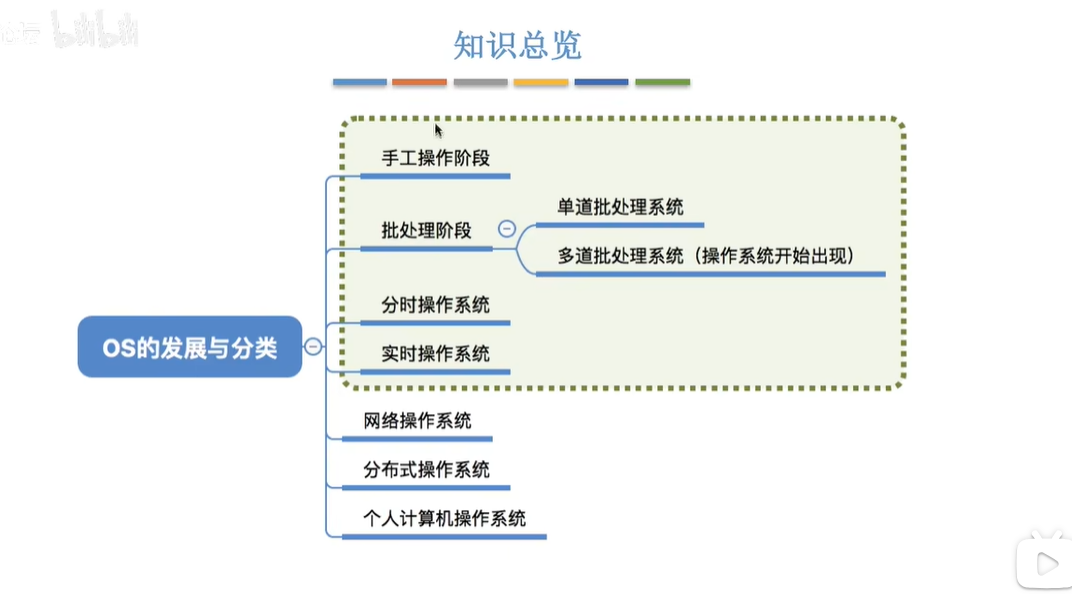 bilibili
知识总览
手工操作阶段
批处理阶段
单道批处理系统
多道批处理系统（操作系统开始出现）
分时操作系统
实时操作系统
OS的发展与分类
网络操作系统
分布式操作系统
个人计算机操作系统